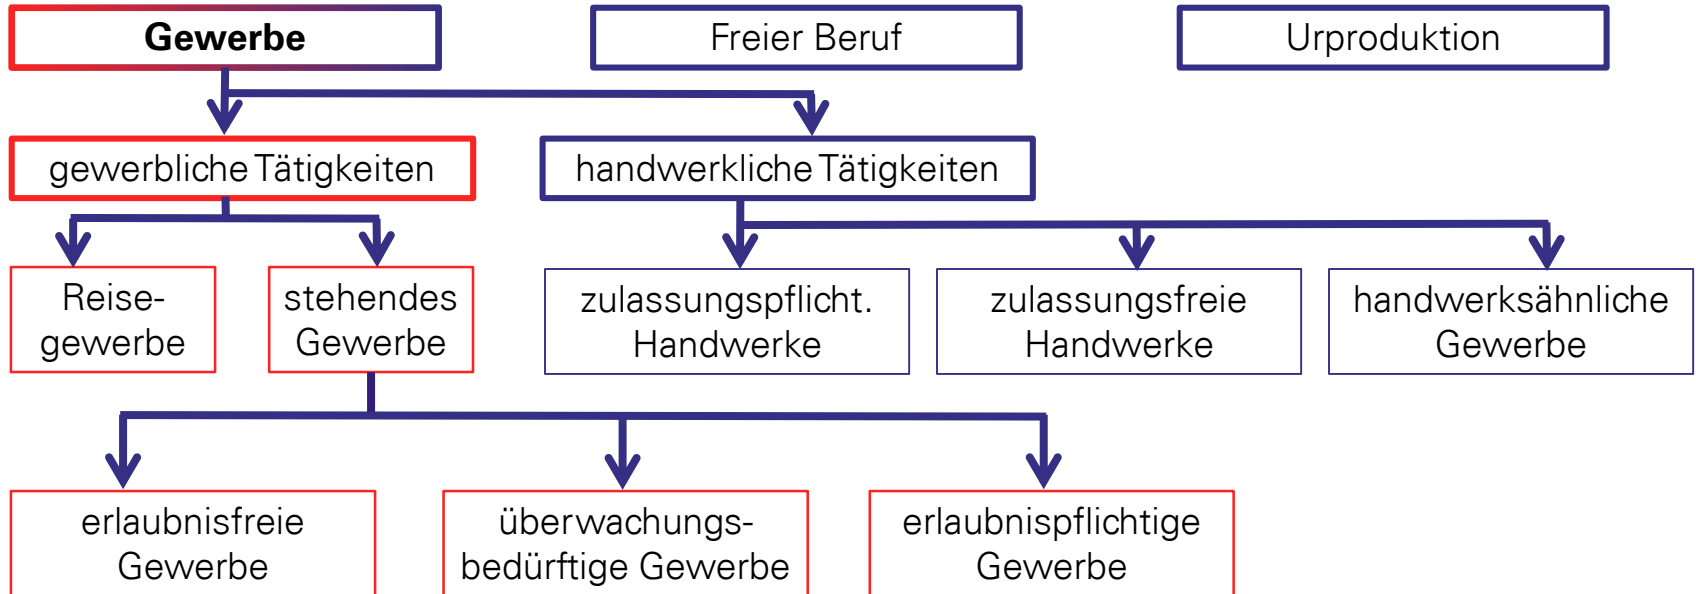 Gewerbe
Freier Beruf
Urproduktion
gewerbliche Tätigkeiten
handwerkliche Tätigkeiten
Reise-
gewerbe
stehendes
Gewerbe
zulassungspflicht.
Handwerke
zulassungsfreie
Handwerke
handwerksähnliche
Gewerbe
erlaubnisfreie
Gewerbe
überwachungs-
bedürftige Gewerbe
erlaubnispflichtige
Gewerbe